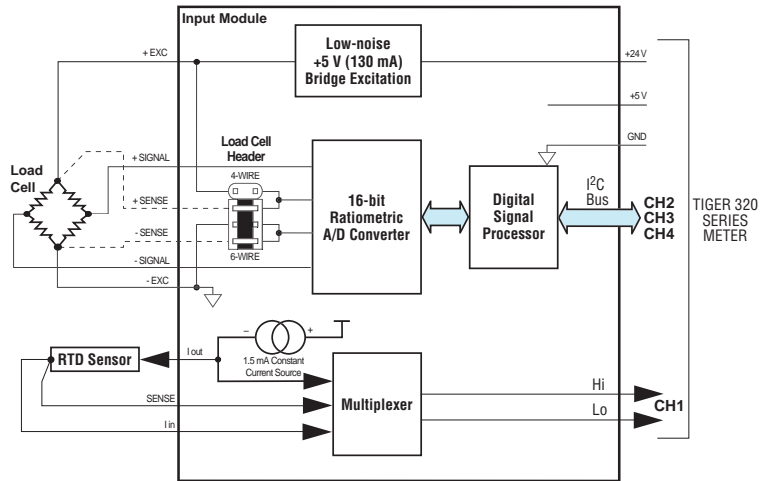 Input Module
Low-noise
+5 V (130 mA)
Bridge Excitation
+ EXC
+24 V
+5 V
GND
Load Cell
Header
4-WIRE
6-WIRE
+ SIGNAL
Load
Cell
+ SENSE
- SENSE
- SIGNAL
- EXC
16-bit
Ratiometric
A/D Converter
Digital
Signal
Processor
I²C
Bus
CH2
CH3
CH4
TIGER 320
SERIES
METER
RTD Sensor
I out
– +
1.5 mA Constant
Current Source
SENSE
I in
Multiplexer
Hi
Lo
CH1